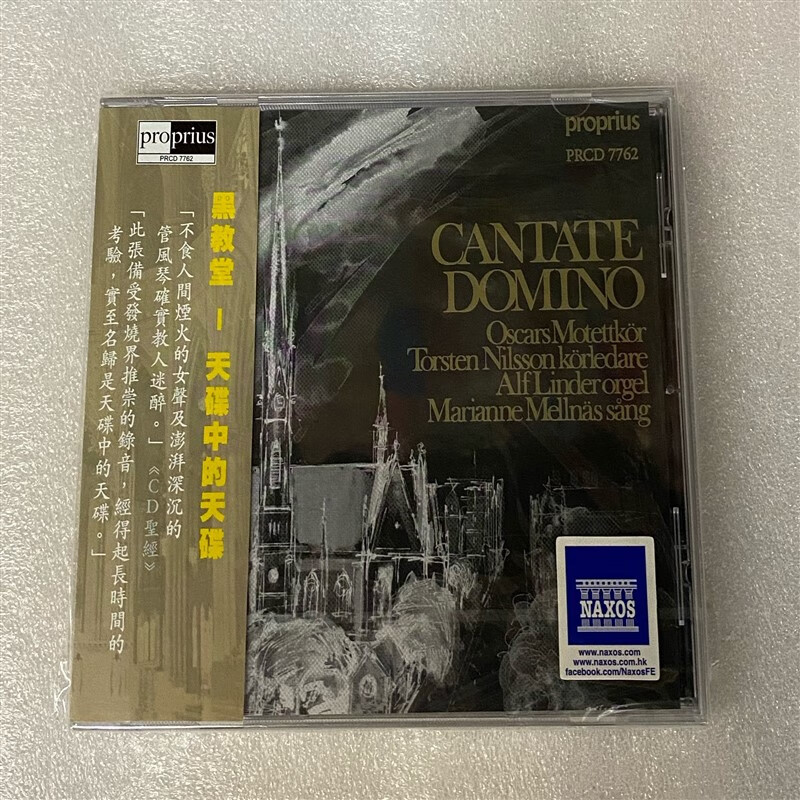 proprius
PRCD 7762
黑教堂 — 天碟中的天碟
「不食人間煙火的女聲及澎湃深沉的
管風琴確實教人迷醉。」《CD聖經》
「此張備受發燒界推崇的錄音，經得起長時間的
考驗，實至名歸是天碟中的天碟。」
proprius
PRCD 7762
CANTATE
DOMINO
Oscars Motettkör
Torsten Nilsson körledare
Alf Linder orgel
Marianne Mellnäs sång
NAXOS
www.naxos.com
www.naxos.com.hk
facebook.com/NaxosFE